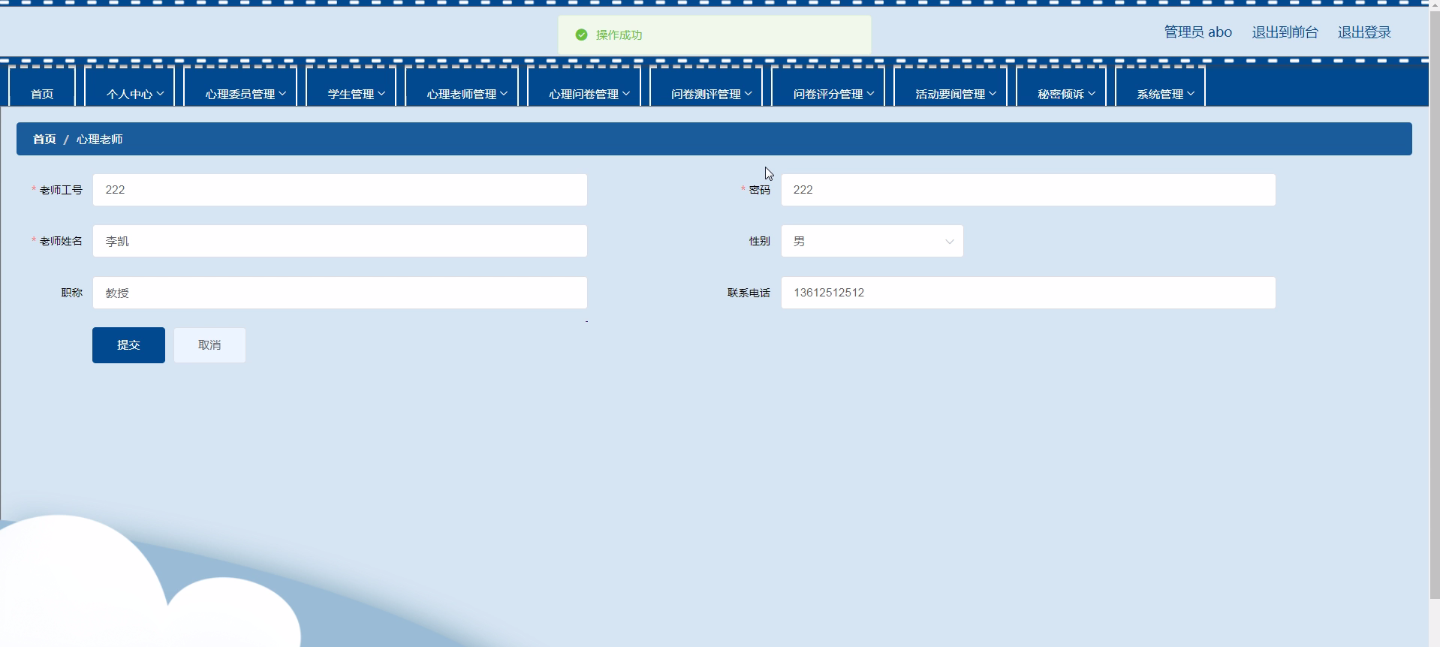 操作成功
管理员 abo 退出到前台 退出登录
首页 个人中心 心理委员管理 学生管理 心理老师管理 心理问卷管理 问卷测评管理 问卷评分管理 活动要闻管理 秘密倾诉 系统管理
首页 / 心理老师
* 老师工号 222 * 密码 222
* 老师姓名 李凯 性别 男
职称 教授 联系电话 13612512512
提交 取消